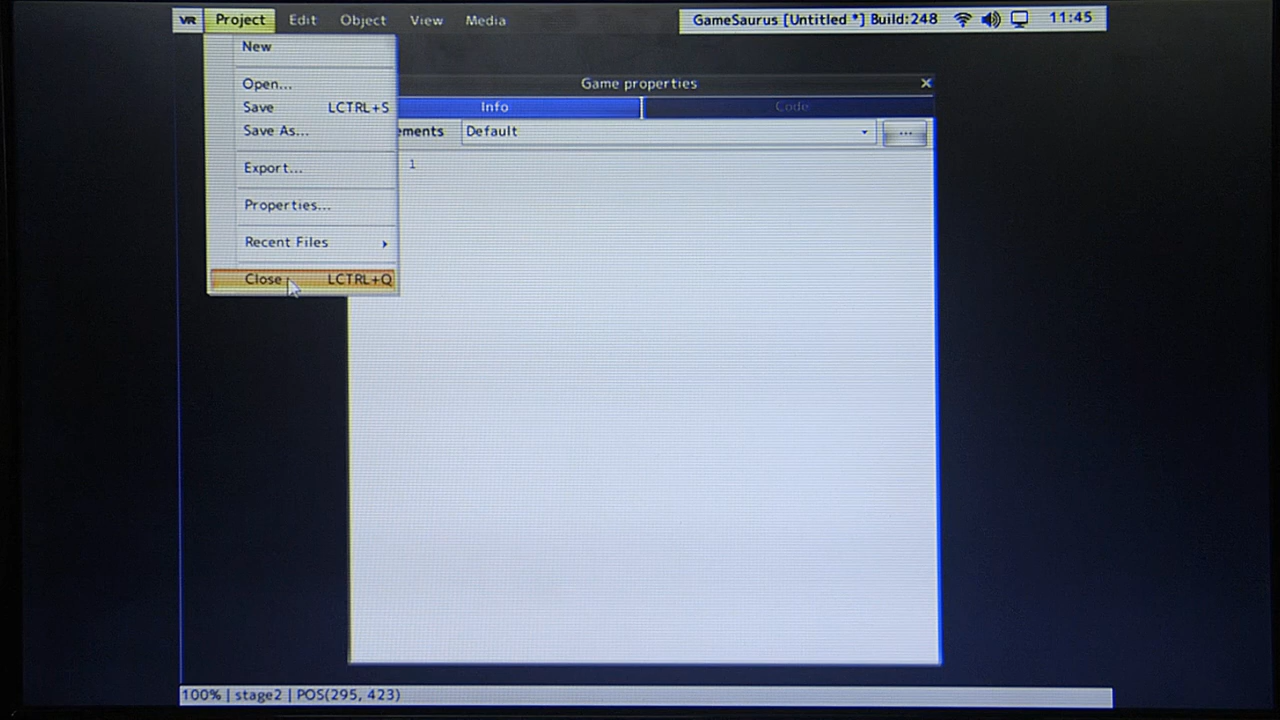 VR Project Edit Object View Media GameSaurus [Untitled *] Build:248 11:45
New
Open...
Save LCTRL+S
Save As...
Export...
Properties...
Recent Files
Close LCTRL+Q
Game properties
Info Code
ements Default ...
1
100% | stage2 | POS(295, 423)